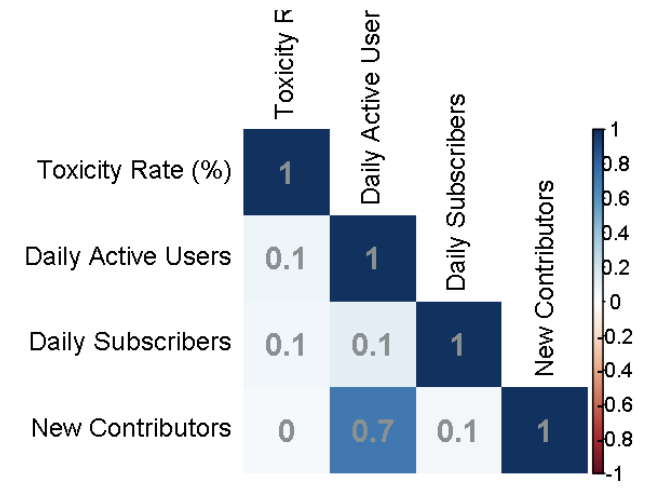 Toxicity R
Daily Active User
Daily Subscribers
New Contributors
Toxicity Rate (%) 1
Daily Active Users 0.1 1
Daily Subscribers 0.1 0.1 1
New Contributors 0 0.7 0.1 1
1
0.8
0.6
0.4
0.2
0
-0.2
-0.4
-0.6
-0.8
-1